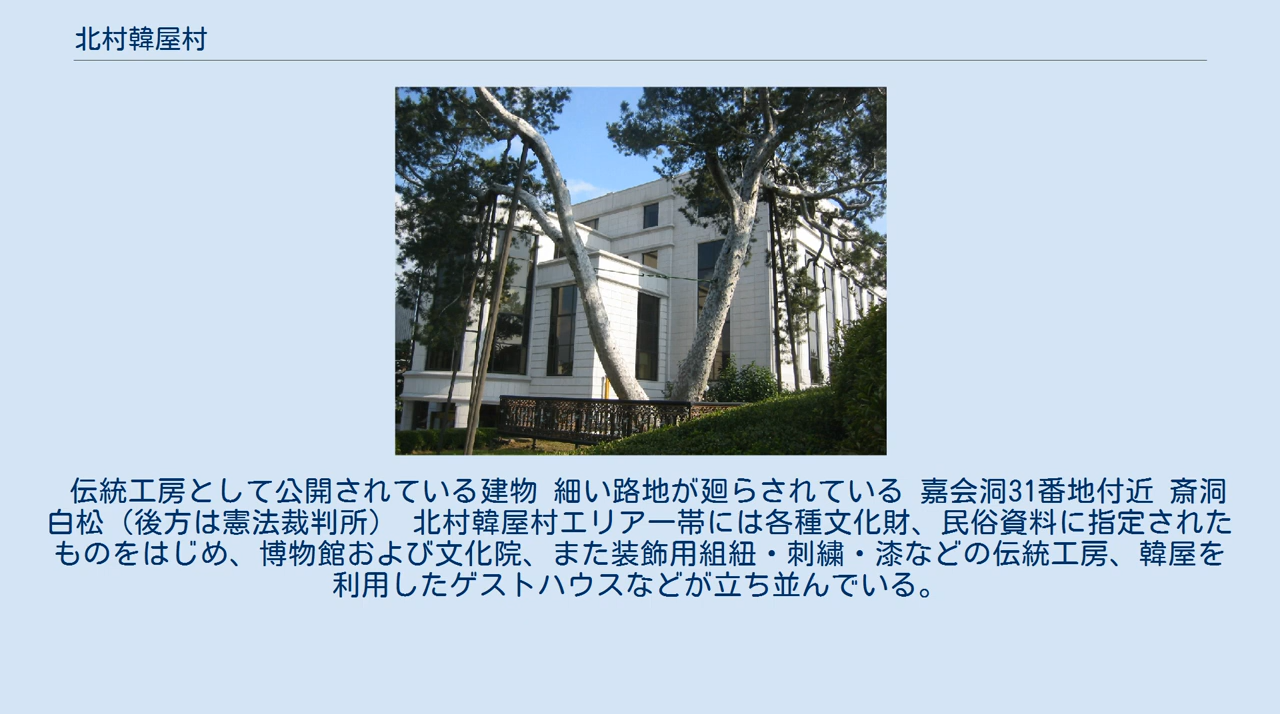 北村韓屋村
伝統工房として公開されている建物 細い路地が廻らされている 嘉会洞31番地付近 斎洞
白松（後方は憲法裁判所） 北村韓屋村エリア一帯には各種文化財、民俗資料に指定された
ものをはじめ、博物館および文化院、また装飾用組紐・刺繍・漆などの伝統工房、韓屋を
利用したゲストハウスなどが立ち並んでいる。